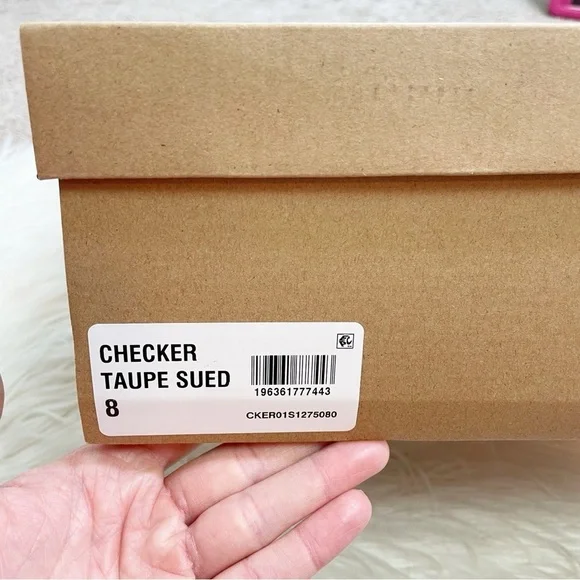 CHECKER
TAUPE SUED
8
196361777443
CKER01S1275080